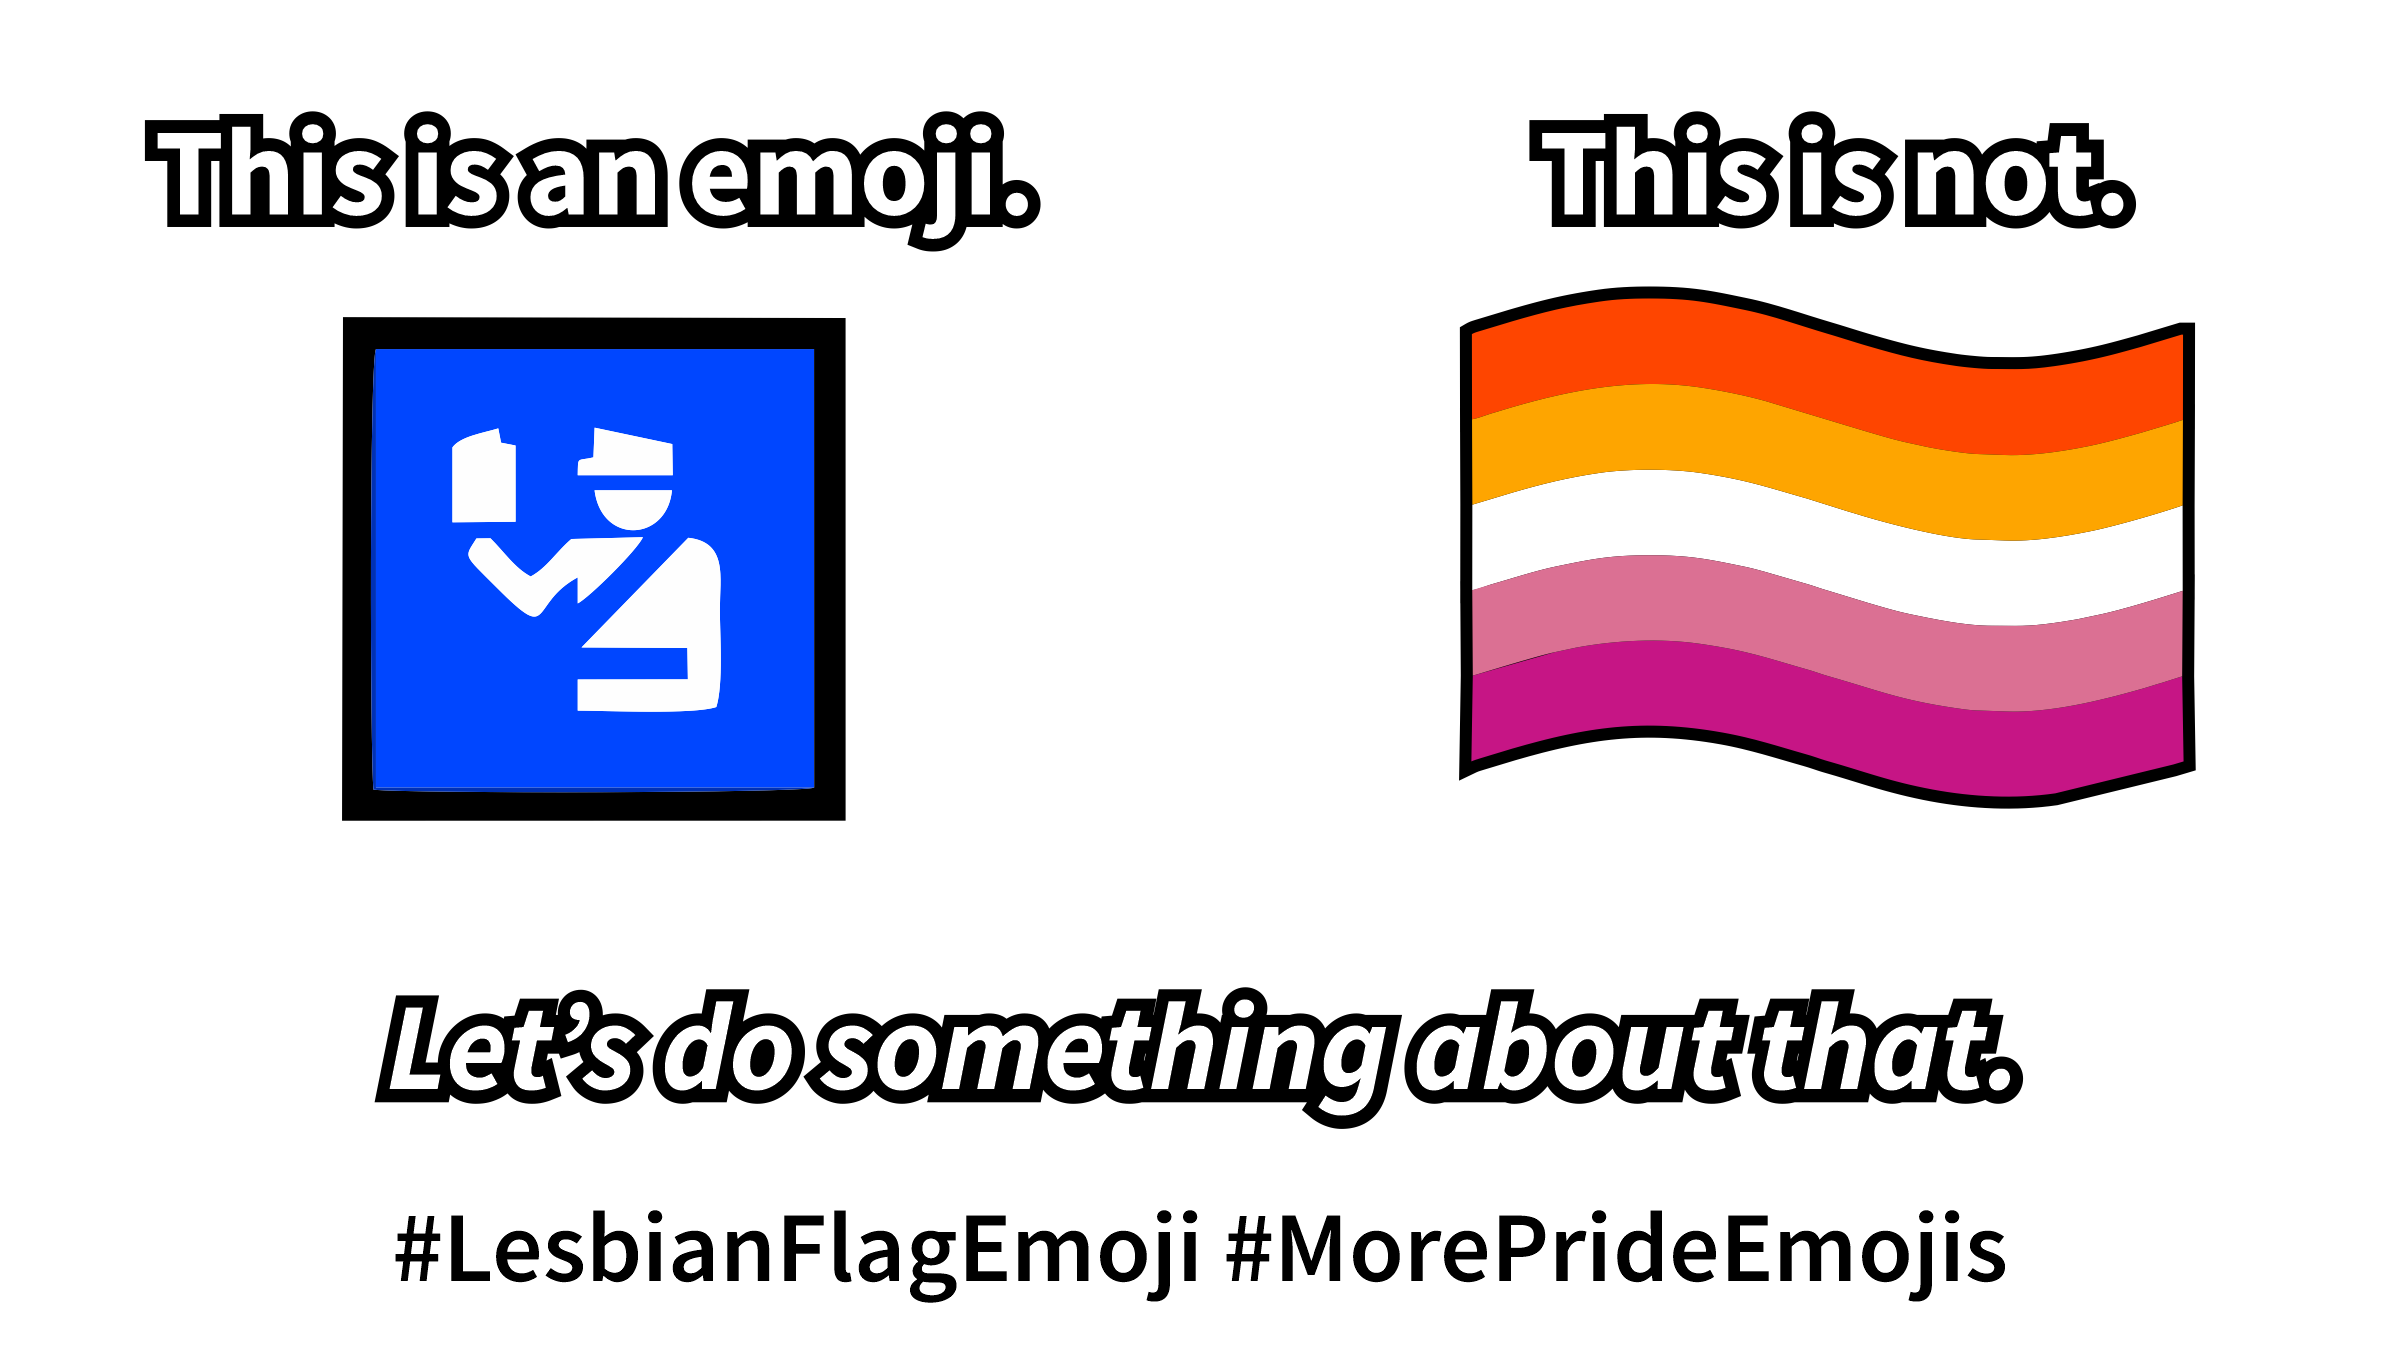 This is an emoji.
This is not.
Let’s do something about that.
#LesbianFlagEmoji #MorePrideEmojis